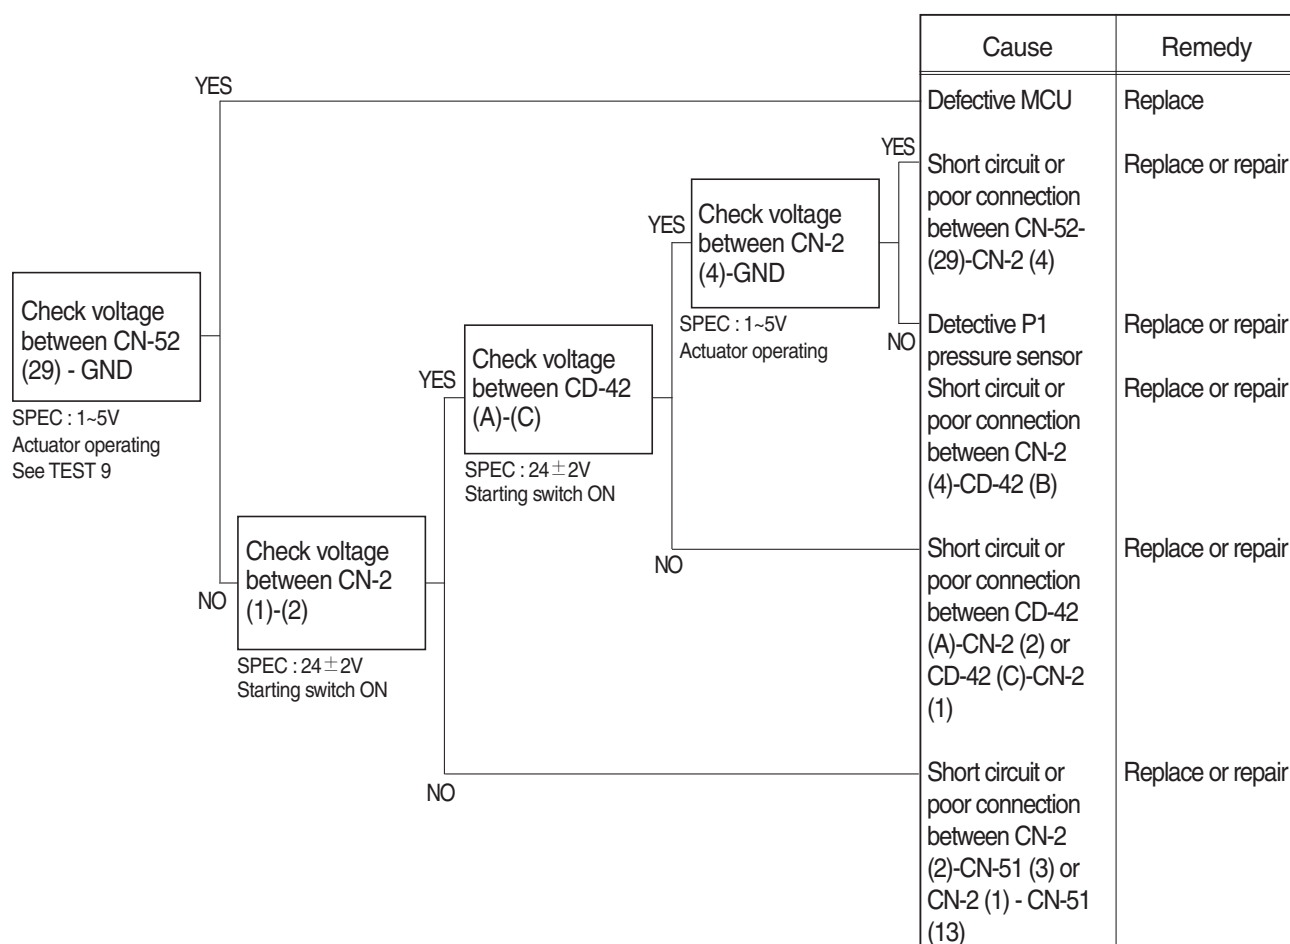 Cause
Remedy
YES
Defective MCU
Replace
YES
Short circuit or
poor connection
between CN-52-
(29)-CN-2 (4)
Replace or repair
YES
Check voltage
between CN-2
(4)-GND
SPEC : 1~5V
Actuator operating
NO
Detective P1
pressure sensor
Replace or repair
Short circuit or
poor connection
between CN-2
(4)-CD-42 (B)
Replace or repair
Check voltage
between CN-52
(29) - GND
SPEC : 1~5V
Actuator operating
See TEST 9
YES
Check voltage
between CD-42
(A)-(C)
SPEC : 24±2V
Starting switch ON
NO
Short circuit or
poor connection
between CD-42
(A)-CN-2 (2) or
CD-42 (C)-CN-2
(1)
Replace or repair
NO
Check voltage
between CN-2
(1)-(2)
SPEC : 24±2V
Starting switch ON
NO
Short circuit or
poor connection
between CN-2
(2)-CN-51 (3) or
CN-2 (1) - CN-51
(13)
Replace or repair